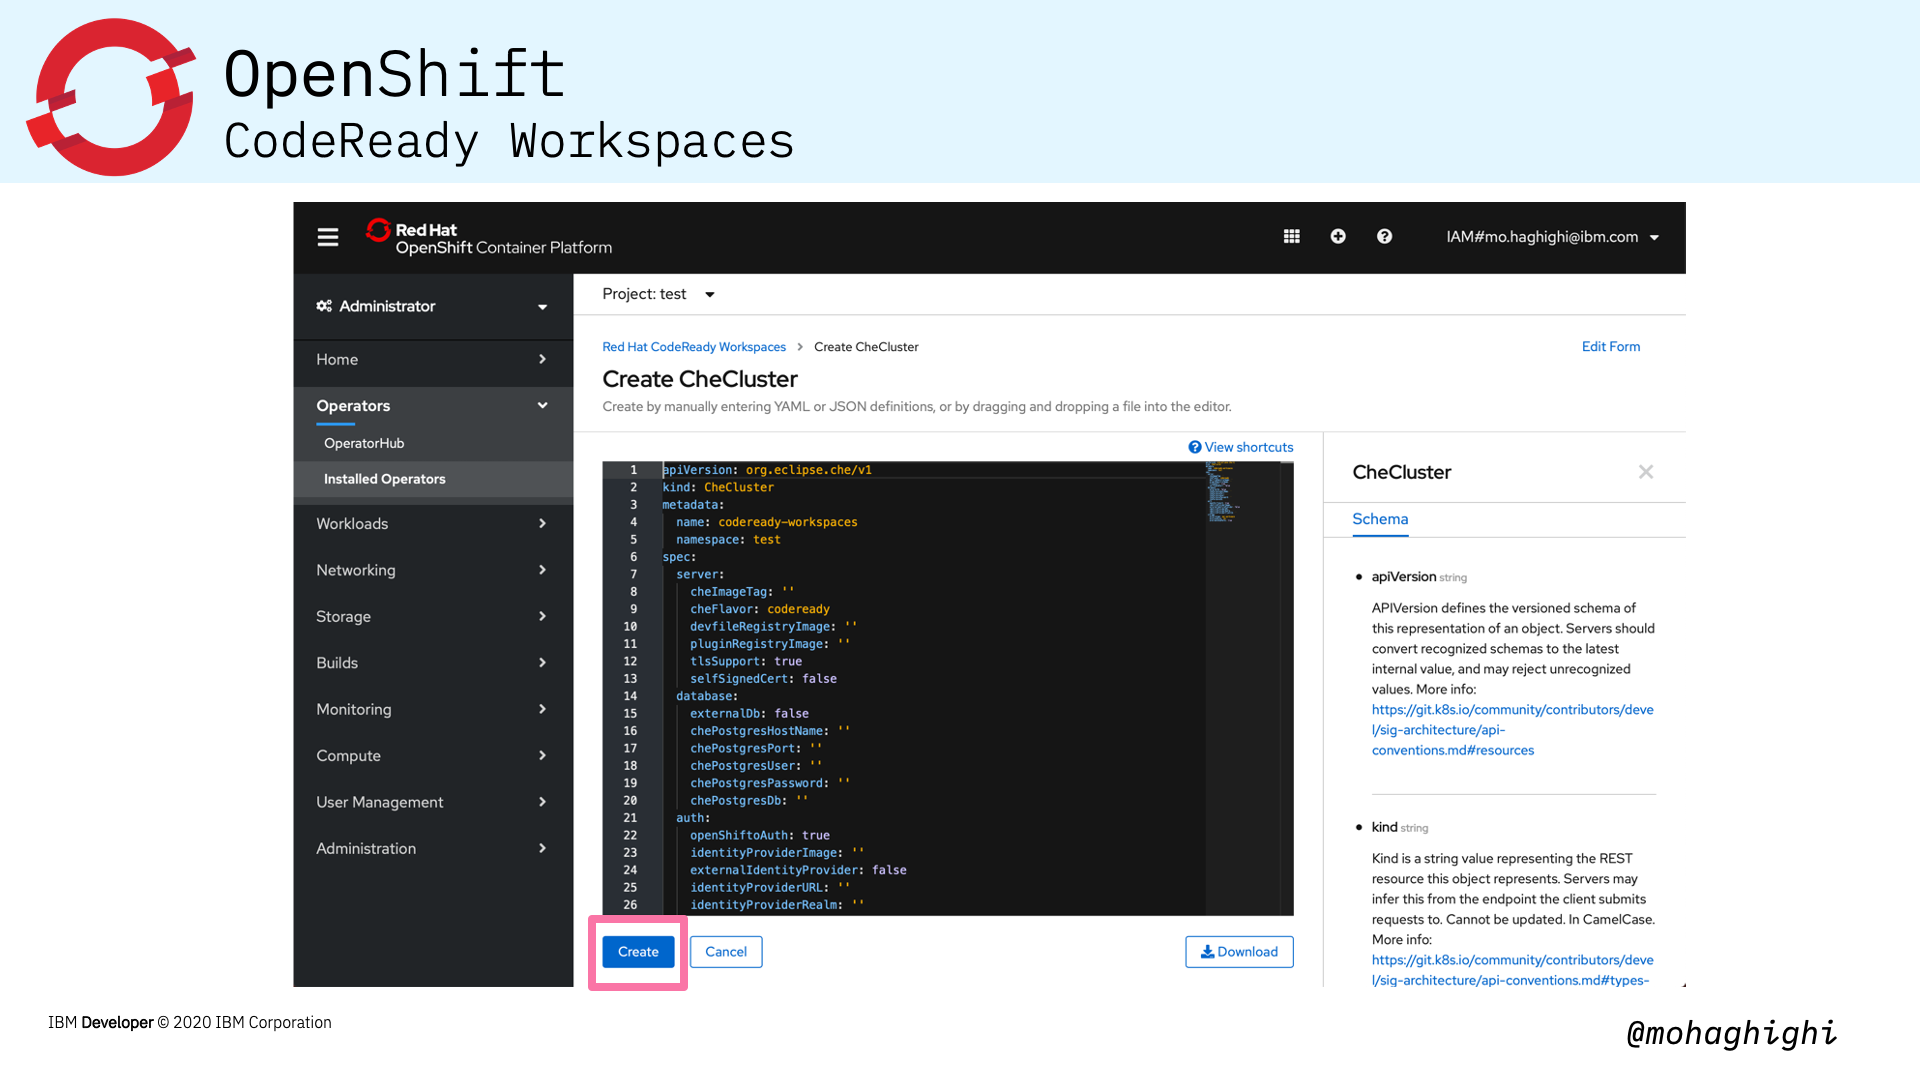 OpenShift
CodeReady Workspaces
Red Hat
OpenShift Container Platform
IAM#mo.haghighi@ibm.com
Administrator
Home
Operators
OperatorHub
Installed Operators
Workloads
Networking
Storage
Builds
Monitoring
Compute
User Management
Administration
Project: test
Red Hat CodeReady Workspaces > Create CheCluster
Edit Form
Create CheCluster
Create by manually entering YAML or JSON definitions, or by dragging and dropping a file into the editor.
View shortcuts
1 apiVersion: org.eclipse.che/v1
2 kind: CheCluster
3 metadata:
4 name: codeready-workspaces
5 namespace: test
6 spec:
7 server:
8 cheImageTag: ''
9 cheFlavor: codeready
10 devfileRegistryImage: ''
11 pluginRegistryImage: ''
12 tlsSupport: true
13 selfSignedCert: false
14 database:
15 externalDb: false
16 chePostgresHostName: ''
17 chePostgresPort: ''
18 chePostgresUser: ''
19 chePostgresPassword: ''
20 chePostgresDb: ''
21 auth:
22 openShiftoAuth: true
23 identityProviderImage: ''
24 externalIdentityProvider: false
25 identityProviderURL: ''
26 identityProviderRealm: ''
Create
Cancel
Download
CheCluster
Schema
• apiVersion string
APIVersion defines the versioned schema of
this representation of an object. Servers should
convert recognized schemas to the latest
internal value, and may reject unrecognized
values. More info:
https://git.k8s.io/community/contributors/deve
l/sig-architecture/api-
conventions.md#resources
• kind string
Kind is a string value representing the REST
resource this object represents. Servers may
infer this from the endpoint the client submits
requests to. Cannot be updated. In CamelCase.
More info:
https://git.k8s.io/community/contributors/deve
l/sig-architecture/api-conventions.md#types-
IBM Developer © 2020 IBM Corporation
@mohaghighi